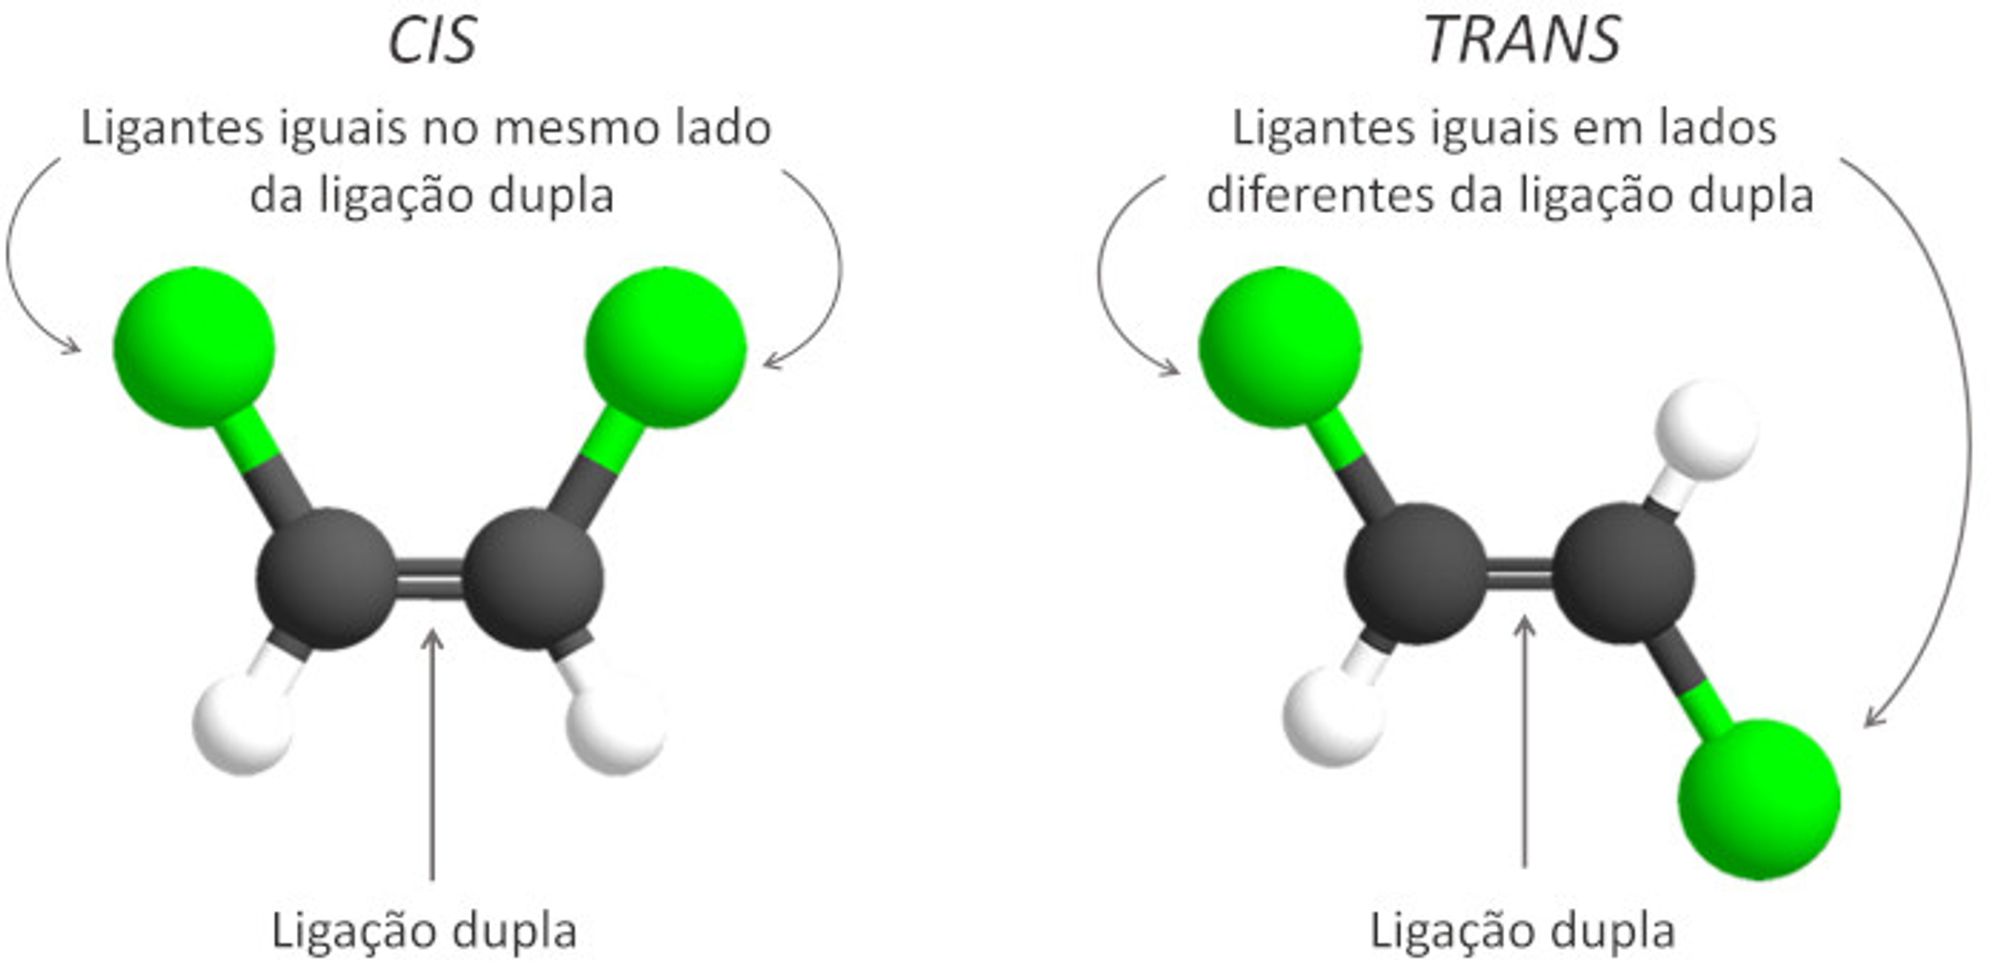 CIS
Ligantes iguais no mesmo lado
da ligação dupla
Ligação dupla
TRANS
Ligantes iguais em lados
diferentes da ligação dupla
Ligação dupla